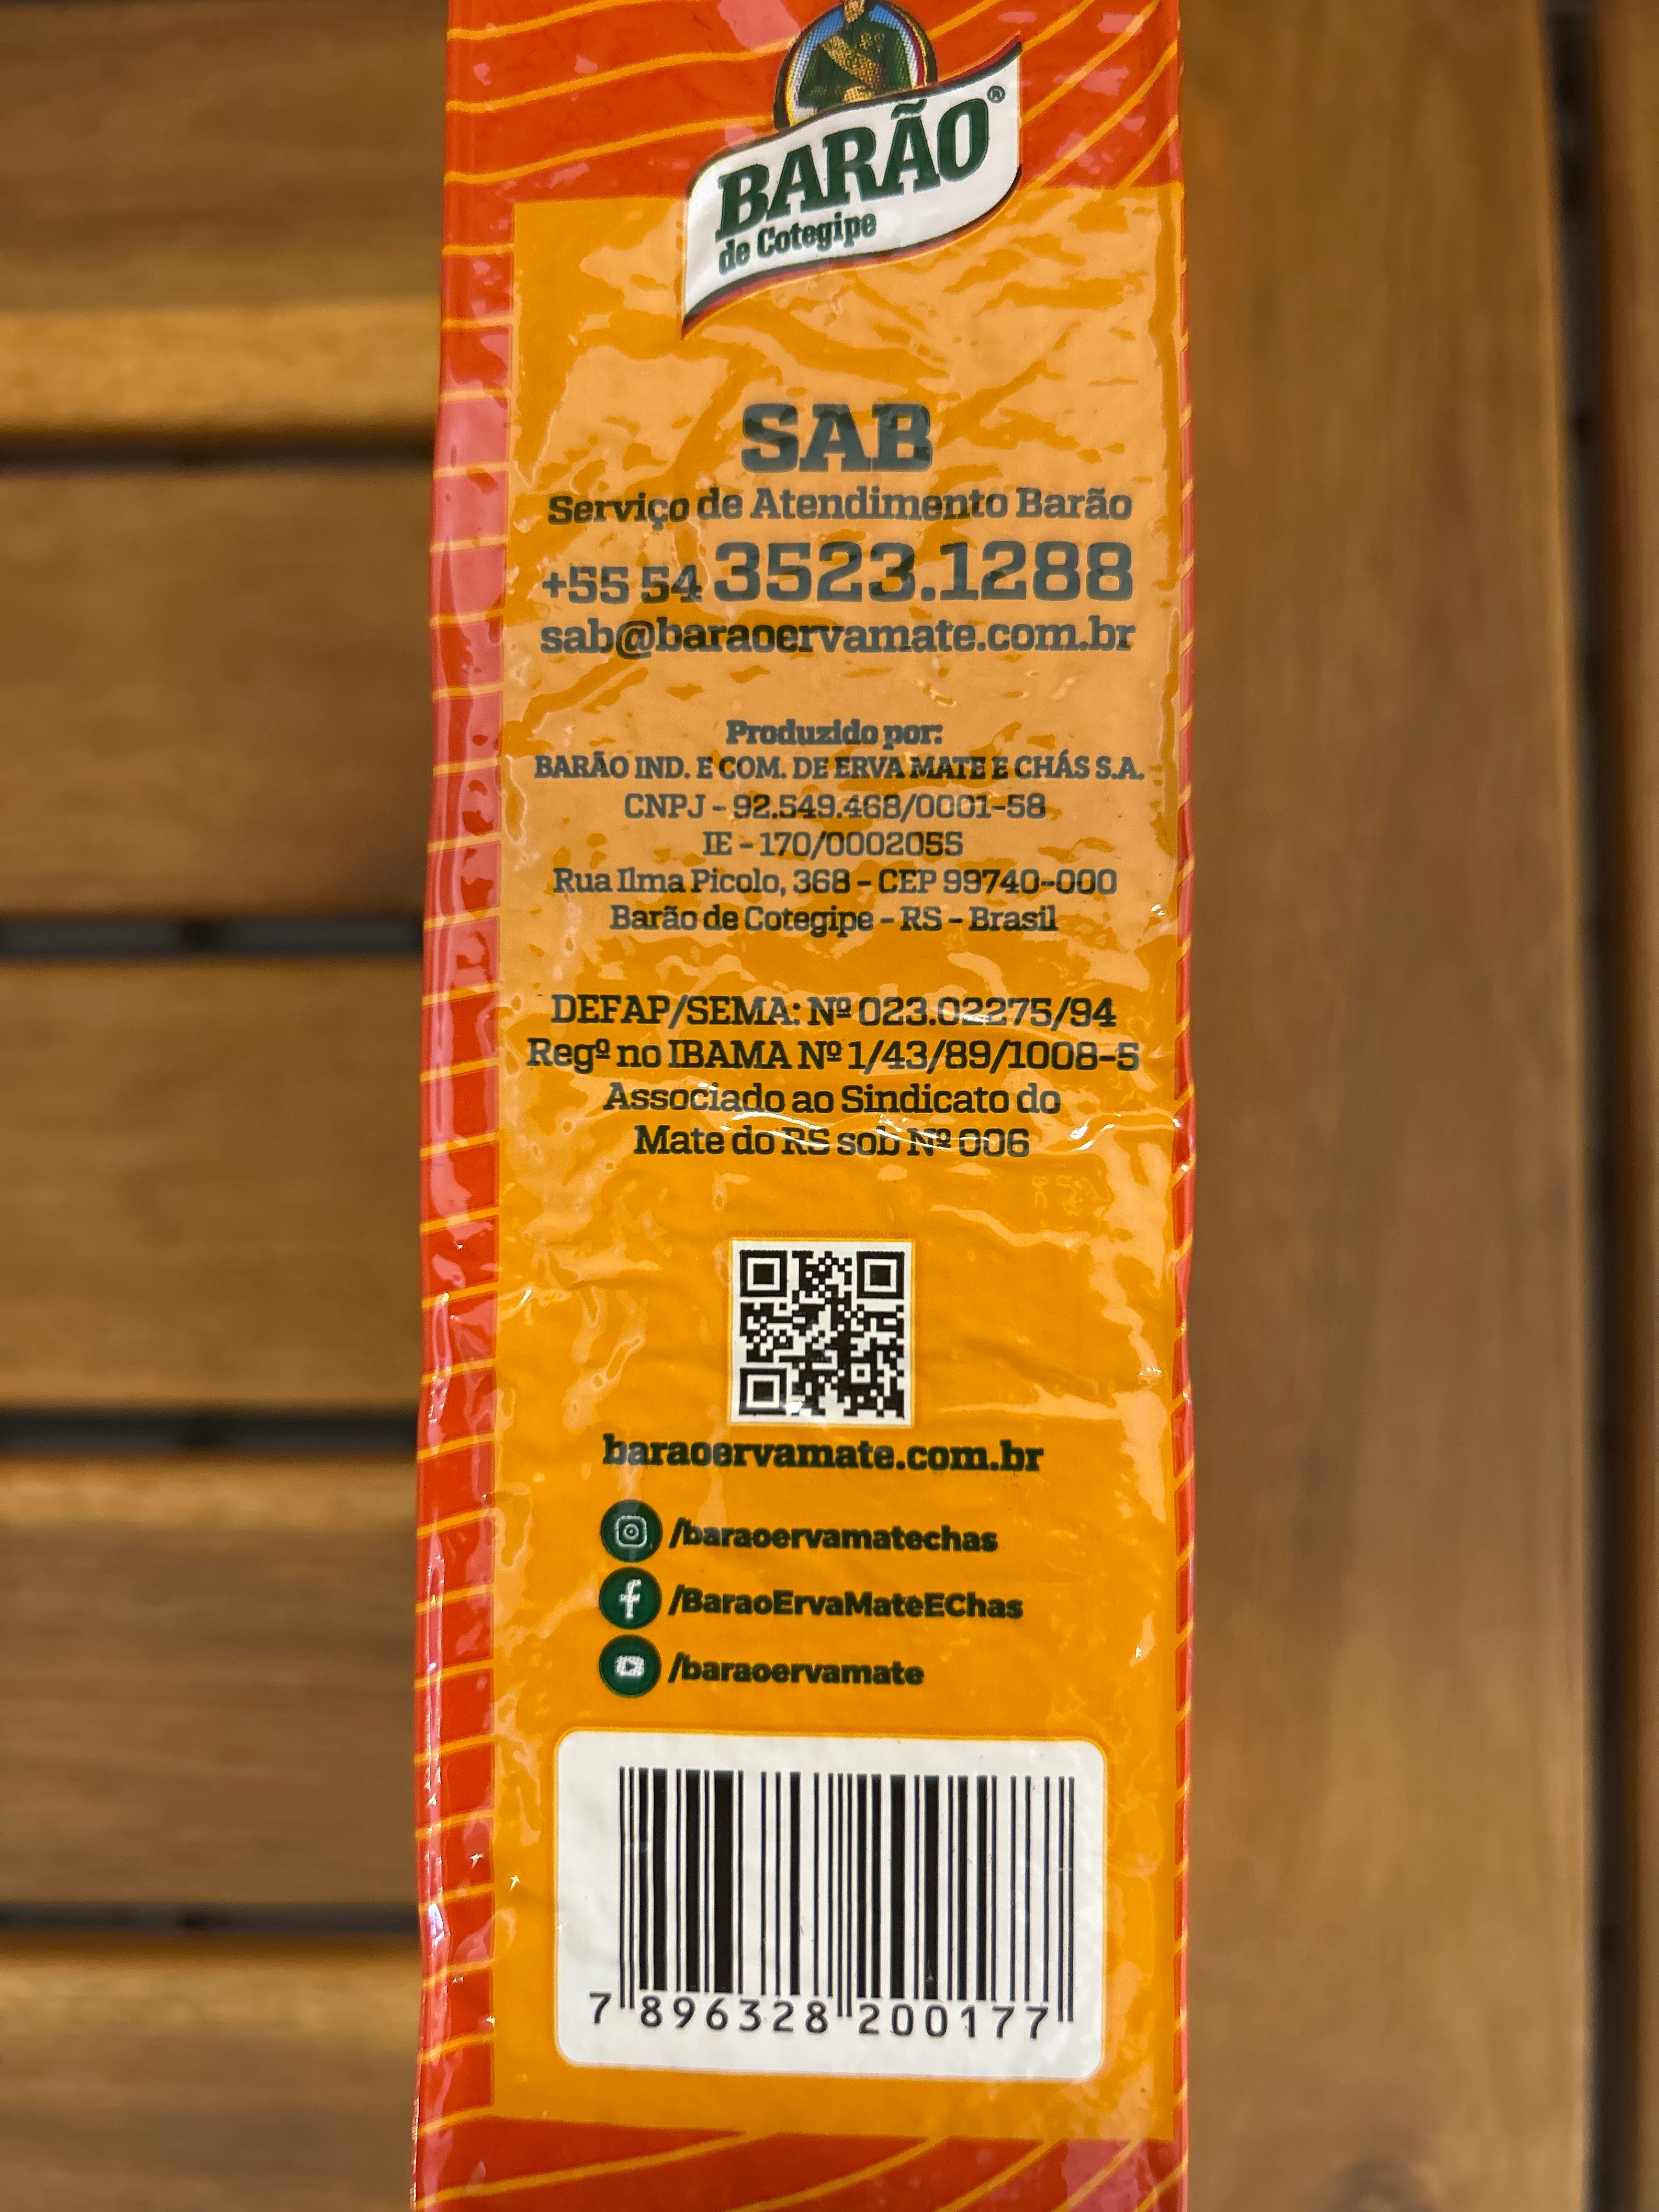 BARÃO®
de Cotegipe
SAB
Serviço de Atendimento Barão
+55 54 3523.1288
sab@baraoervamate.com.br
Produzido por:
BARÃO IND. E COM. DE ERVA MATE E CHÁS S.A.
CNPJ - 92.549.468/0001-58
IE - 170/0002055
Rua Ilma Picolo, 368 - CEP 99740-000
Barão de Cotegipe - RS - Brasil
DEFAP/SEMA: Nº 023.02275/94
Regº no IBAMA Nº 1/43/89/1008-5
Associado ao Sindicato do
Mate do RS sob Nº 006
baraoervamate.com.br
/baraoervamatechas
/BaraoErvaMateEChas
/baraoervamate
7 896328 200177